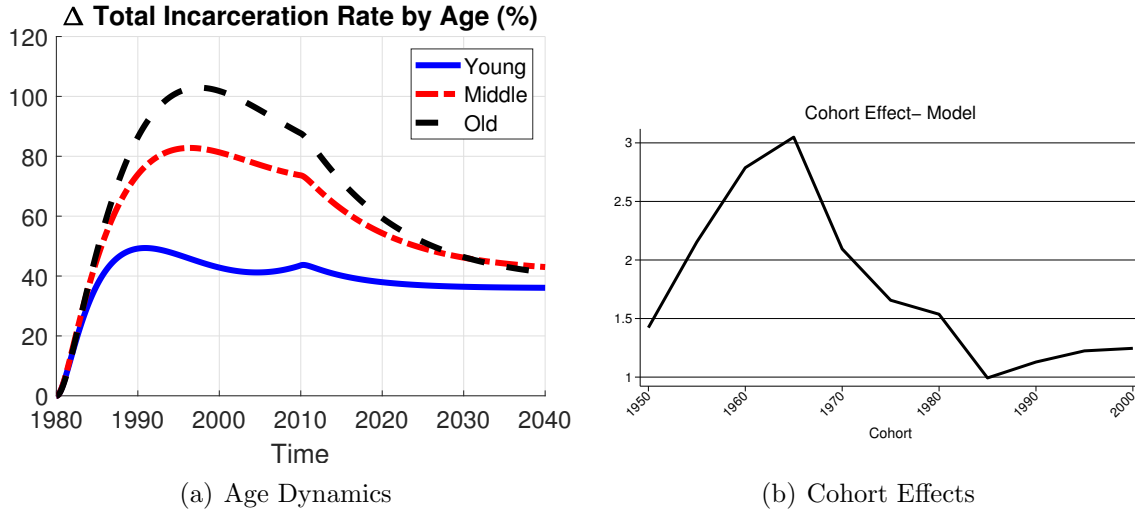 Δ Total Incarceration Rate by Age (%)
120
100
80
60
40
20
0
Young
Middle
Old
1980 1990 2000 2010 2020 2030 2040
Time
(a) Age Dynamics
Cohort Effect– Model
3
2.5
2
1.5
1
1950 1960 1970 1980 1990 2000
Cohort
(b) Cohort Effects